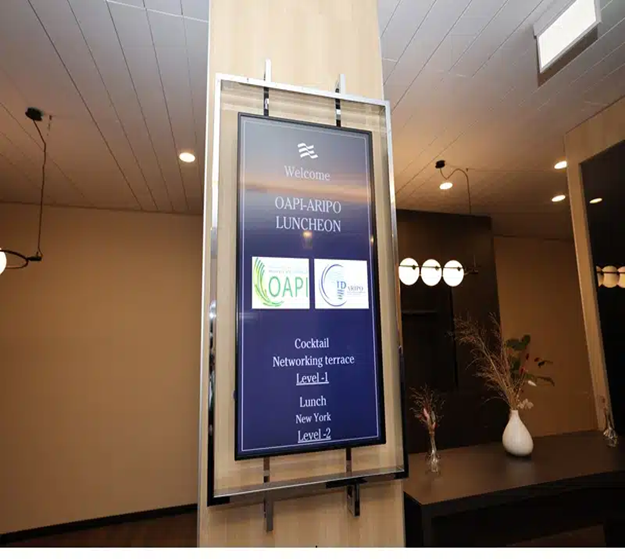 Welcome
OAPI-ARIPO
LUNCHEON
OAPI
ARIPO
Cocktail
Networking terrace
Level -1
Lunch
New York
Level -2